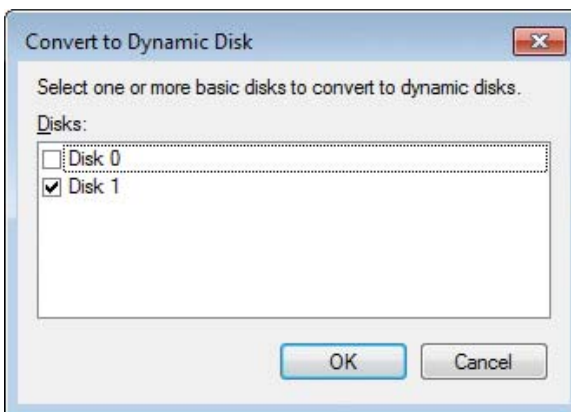 Convert to Dynamic Disk
Select one or more basic disks to convert to dynamic disks.
Disks:
Disk 0
Disk 1
OK
Cancel